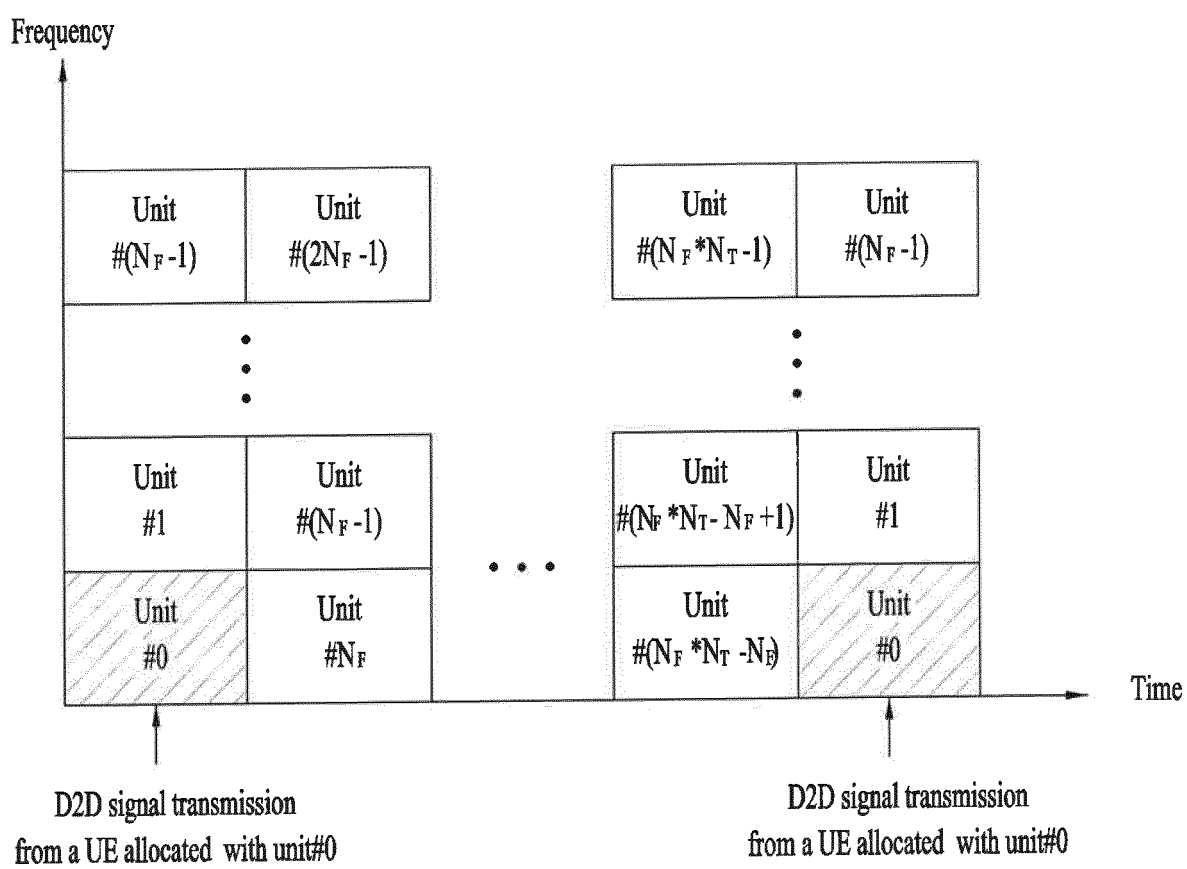 Frequency
Unit
#(NF-1)
Unit
#(2NF-1)
Unit
#(NF*NT-1)
Unit
#(NF-1)
Unit
#1
Unit
#(NF-1)
Unit
#(NF*NT-NF+1)
Unit
#1
Unit
#0
Unit
#NF
Unit
#(NF*NT-NF)
Unit
#0
Time
D2D signal transmission
from a UE allocated with unit#0
D2D signal transmission
from a UE allocated with unit#0